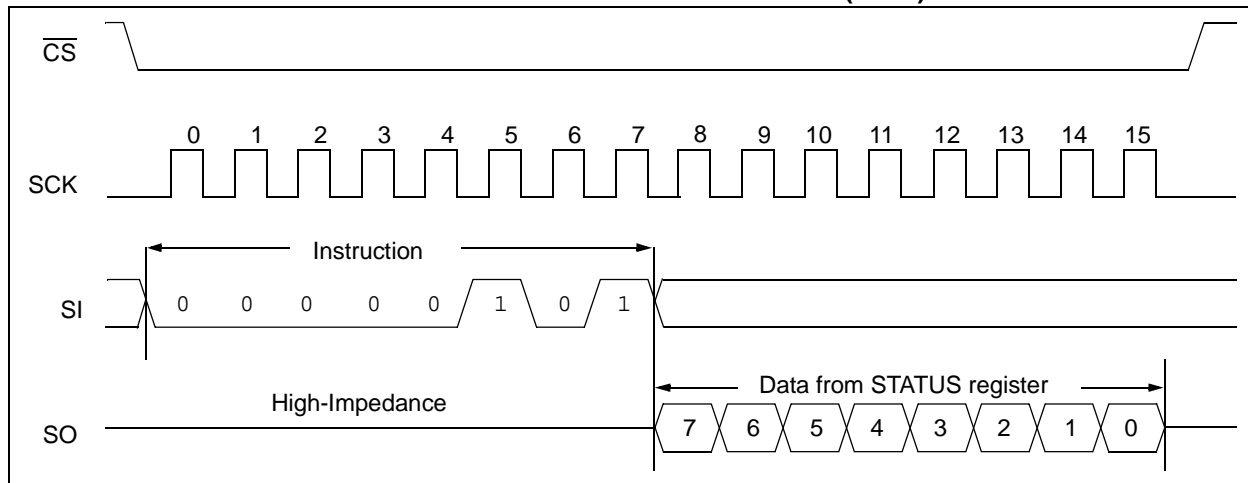 CS
0 1 2 3 4 5 6 7 8 9 10 11 12 13 14 15
SCK
Instruction
SI 0 0 0 0 0 1 0 1
Data from STATUS register
High-Impedance
SO 7 6 5 4 3 2 1 0